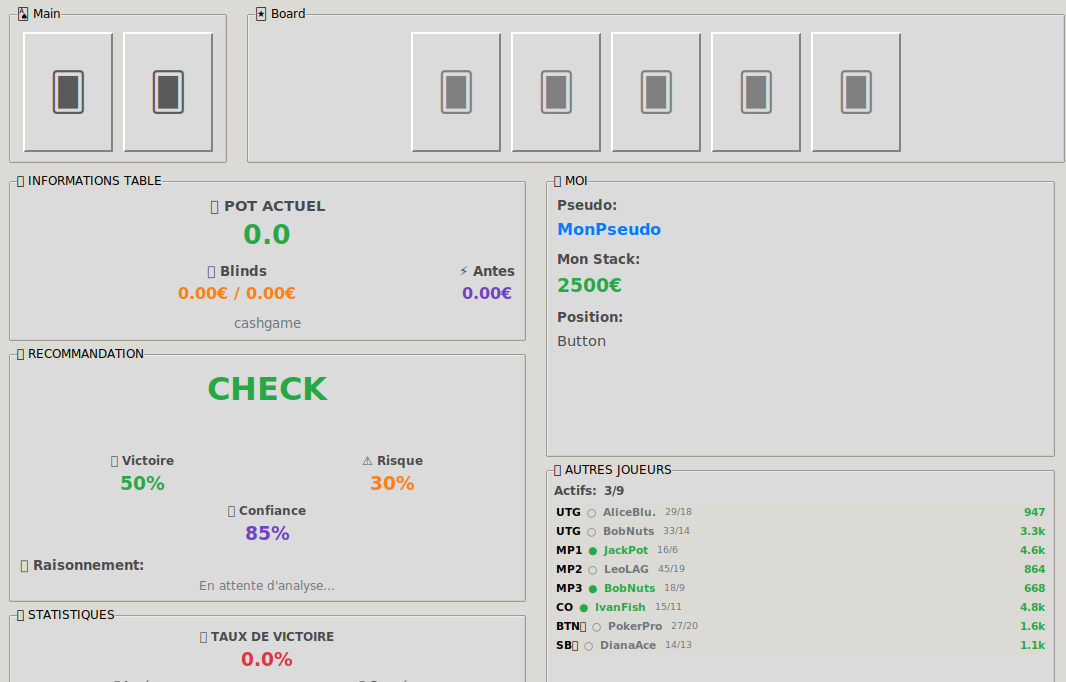 Main
Board
INFORMATIONS TABLE
POT ACTUEL
0.0
Blinds
⚡ Antes
0.00€ / 0.00€
0.00€
cashgame
MOI
Pseudo:
MonPseudo
Mon Stack:
2500€
Position:
Button
RECOMMANDATION
CHECK
Victoire
⚠ Risque
50%
30%
Confiance
85%
Raisonnement:
En attente d'analyse...
AUTRES JOUEURS
Actifs: 3/9
UTG ○ AliceBlu. 29/18 947
UTG ○ BobNuts 33/14 3.3k
MP1 ● JackPot 16/6 4.6k
MP2 ○ LeoLAG 45/19 864
MP3 ● BobNuts 18/9 668
CO ● IvanFish 15/11 4.8k
BTN ○ PokerPro 27/20 1.6k
SB ○ DianaAce 14/13 1.1k
STATISTIQUES
TAUX DE VICTOIRE
0.0%